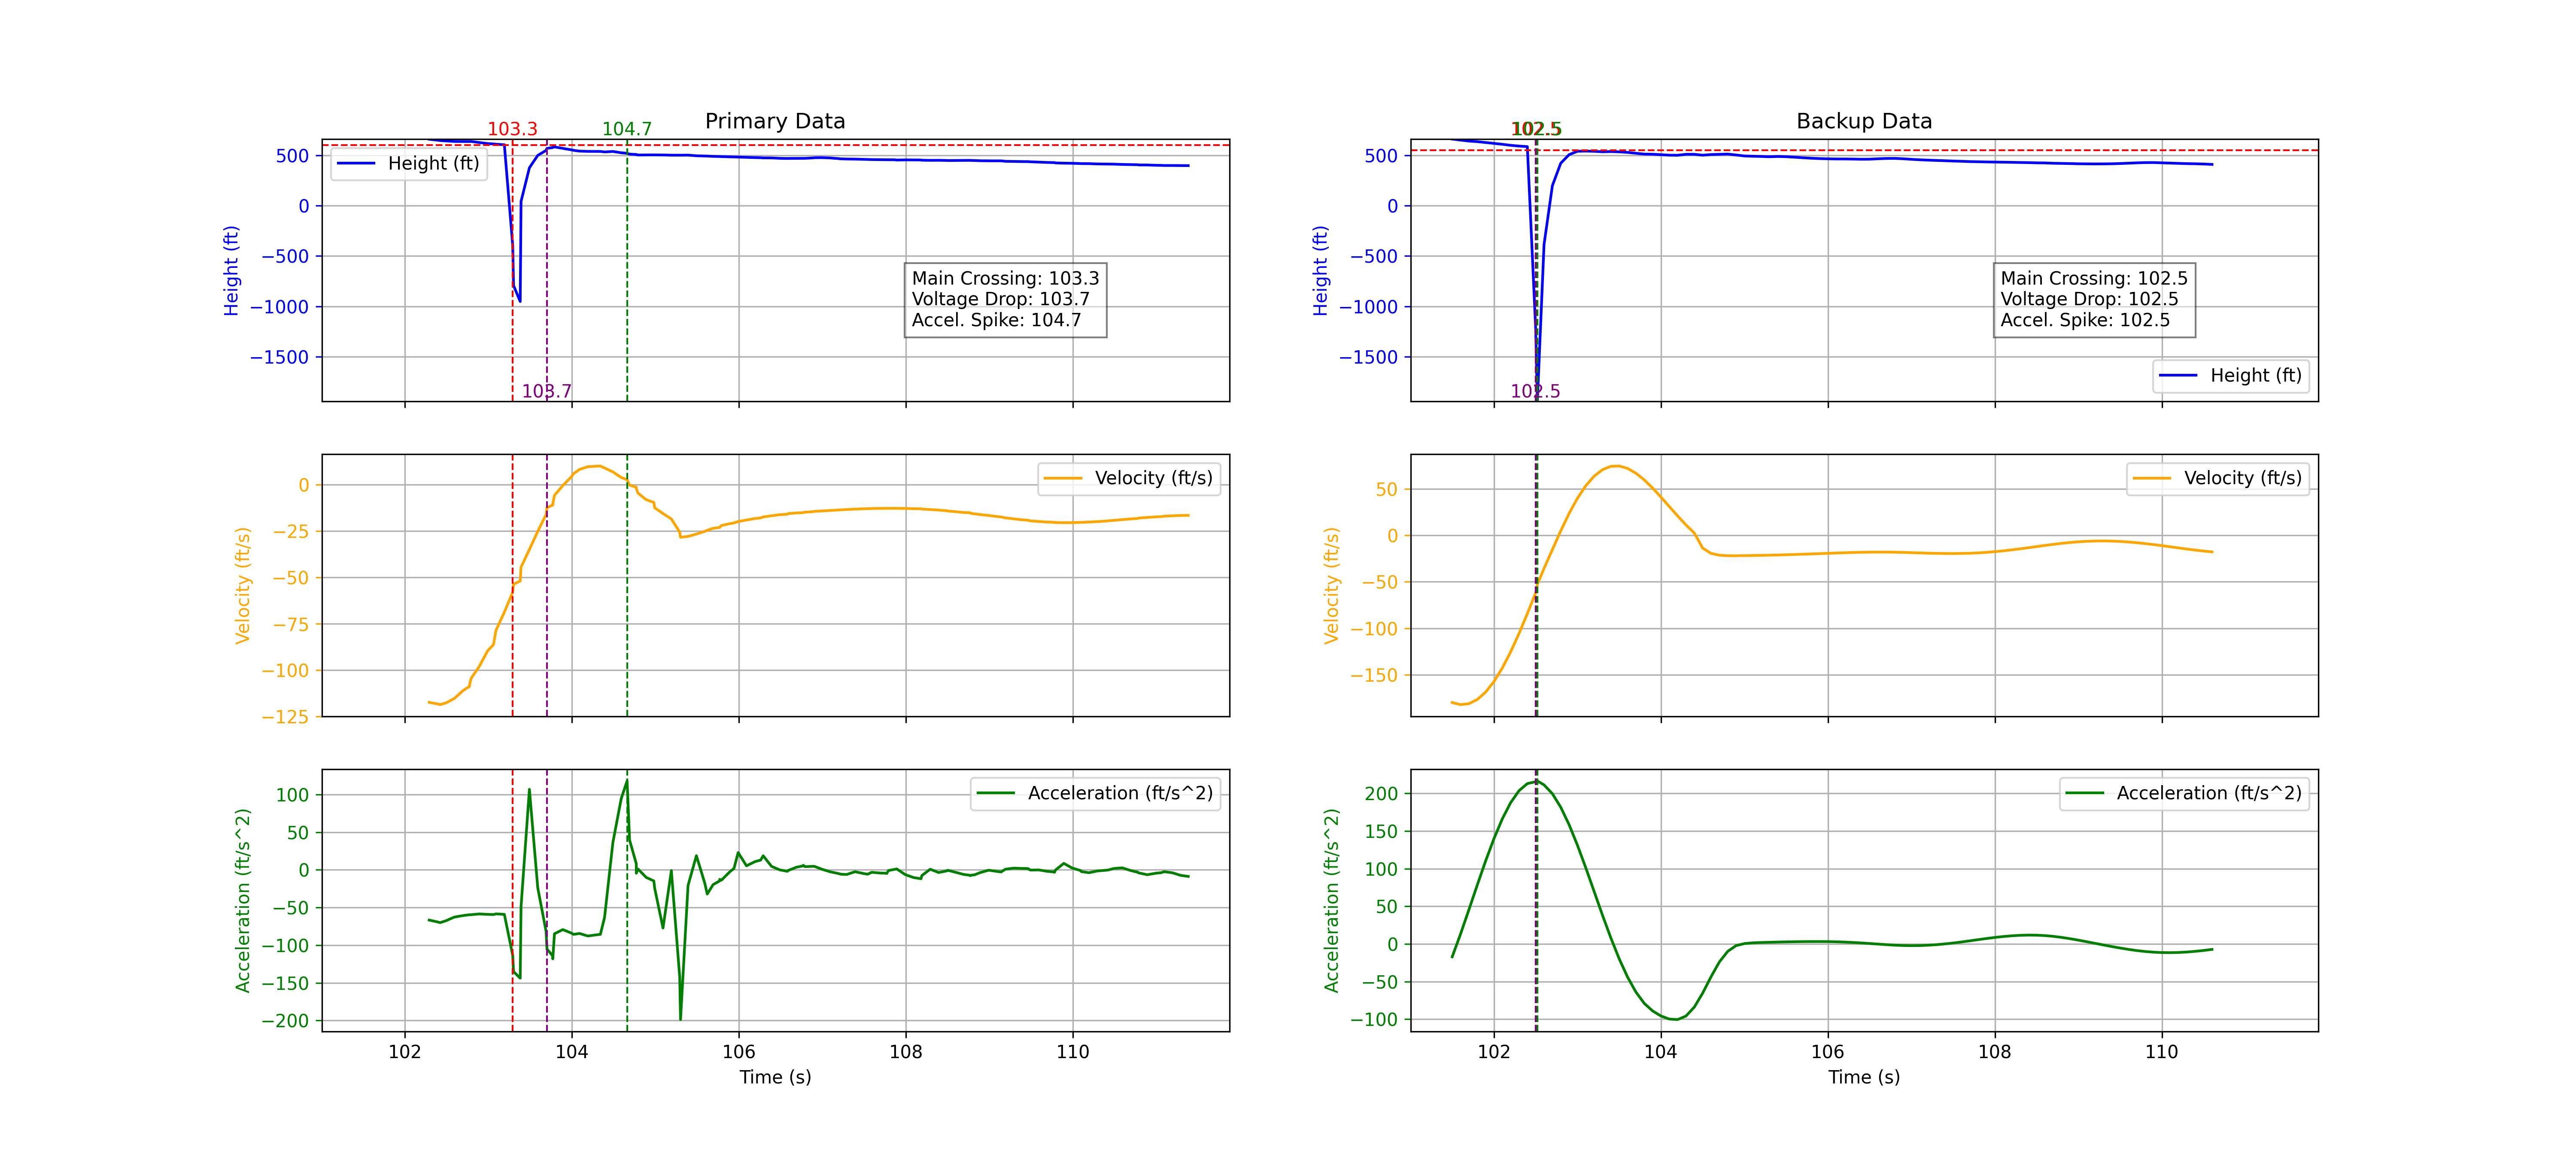 Primary Data
103.3
104.7
500
0
−500
−1000
−1500
Height (ft)
Height (ft)
Main Crossing: 103.3
Voltage Drop: 103.7
Accel. Spike: 104.7
103.7
0
−25
−50
−75
−100
−125
Velocity (ft/s)
Velocity (ft/s)
100
50
0
−50
−100
−150
−200
Acceleration (ft/s^2)
Acceleration (ft/s^2)
102
104
106
108
110
Time (s)
Backup Data
102.5
102.5
500
0
−500
−1000
−1500
Height (ft)
Main Crossing: 102.5
Voltage Drop: 102.5
Accel. Spike: 102.5
Height (ft)
102.5
50
0
−50
−100
−150
Velocity (ft/s)
Velocity (ft/s)
200
150
100
50
0
−50
−100
Acceleration (ft/s^2)
Acceleration (ft/s^2)
102
104
106
108
110
Time (s)